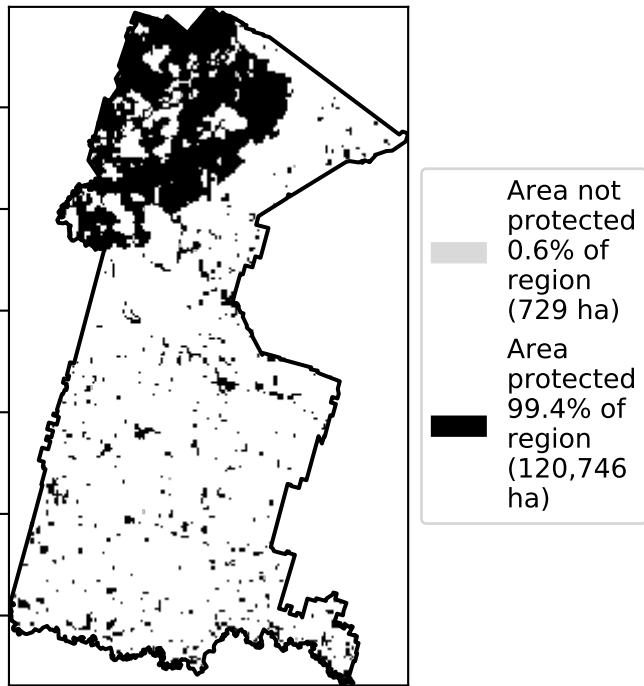 Area not
protected
0.6% of
region
(729 ha)
Area
protected
99.4% of
region
(120,746
ha)